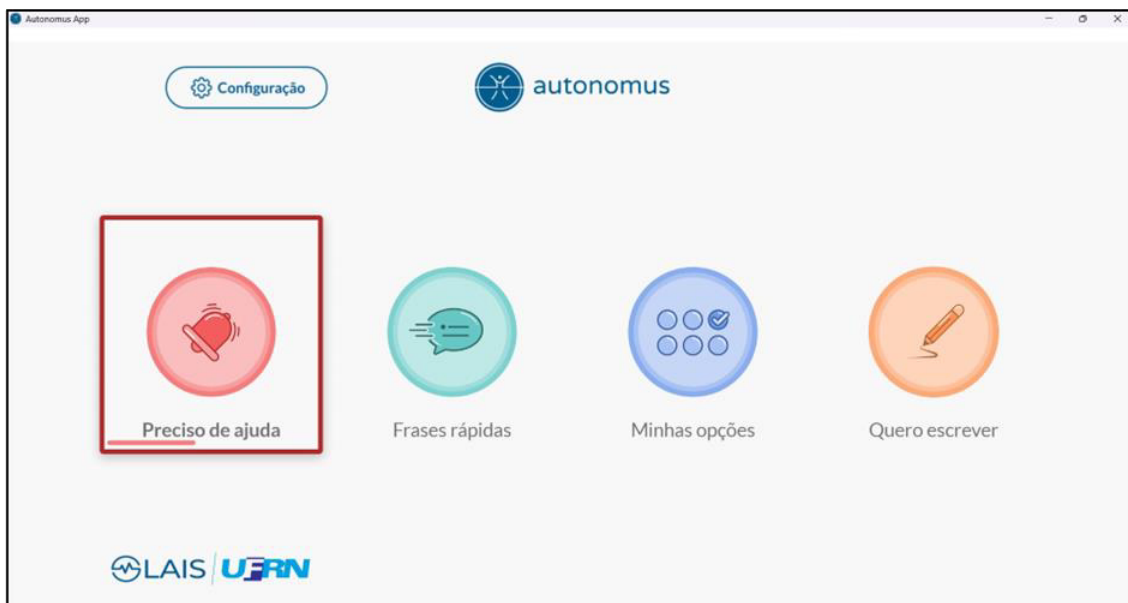 Autonomus App
Configuração
autonomus
Preciso de ajuda
Frases rápidas
Minhas opções
Quero escrever
LAIS UFRN